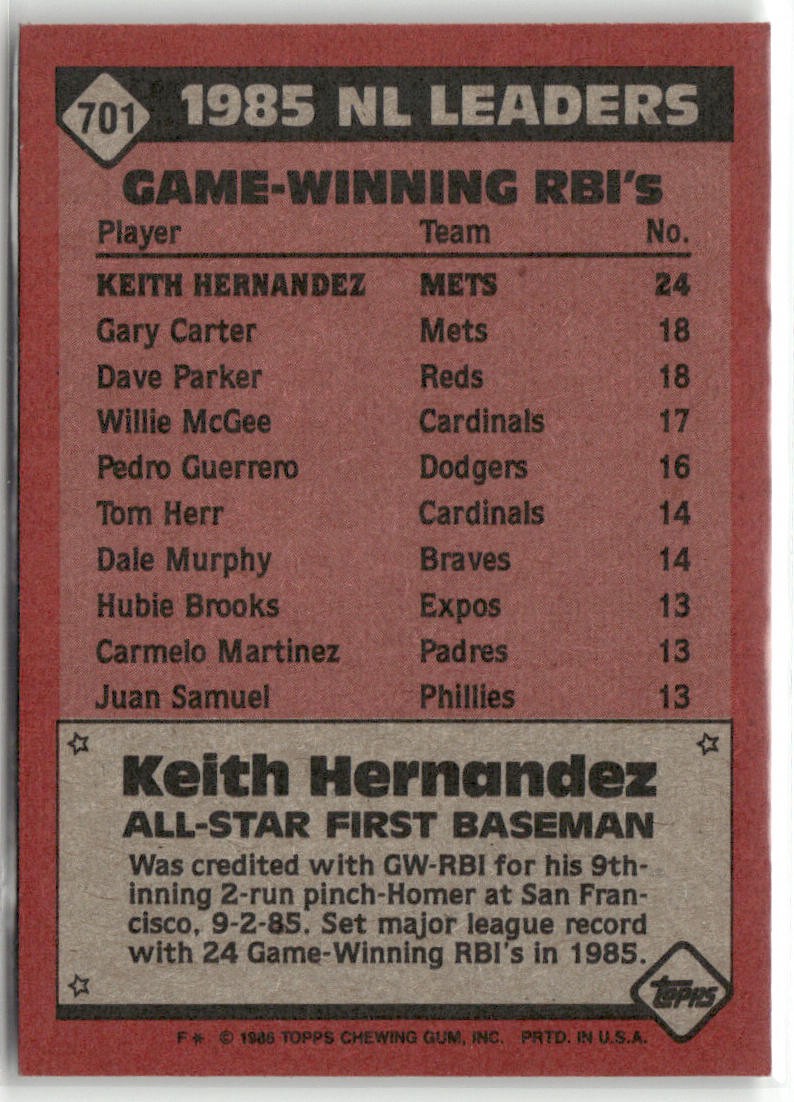 701 1985 NL LEADERS
GAME-WINNING RBI's
Player Team No.
KEITH HERNANDEZ METS 24
Gary Carter Mets 18
Dave Parker Reds 18
Willie McGee Cardinals 17
Pedro Guerrero Dodgers 16
Tom Herr Cardinals 14
Dale Murphy Braves 14
Hubie Brooks Expos 13
Carmelo Martinez Padres 13
Juan Samuel Phillies 13
Keith Hernandez
ALL-STAR FIRST BASEMAN
Was credited with GW-RBI for his 9th-
inning 2-run pinch-Homer at San Fran-
cisco, 9-2-85. Set major league record
with 24 Game-Winning RBI's in 1985.
TOPPS
F* © 1986 TOPPS CHEWING GUM, INC. PRTD. IN U.S.A.